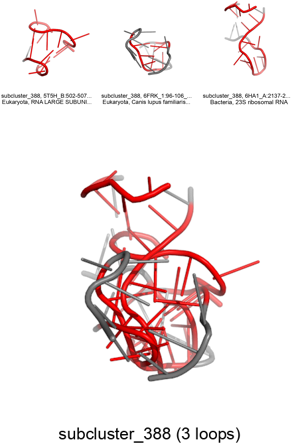 subcluster_388, 5T5H_B:502-507...
Eukaryota, RNA LARGE SUBUNI...
subcluster_388, 6FRK_1:96-106_...
Eukaryota, Canis lupus familiaris...
subcluster_388, 6HA1_A:2137-2...
Bacteria, 23S ribosomal RNA
subcluster_388 (3 loops)